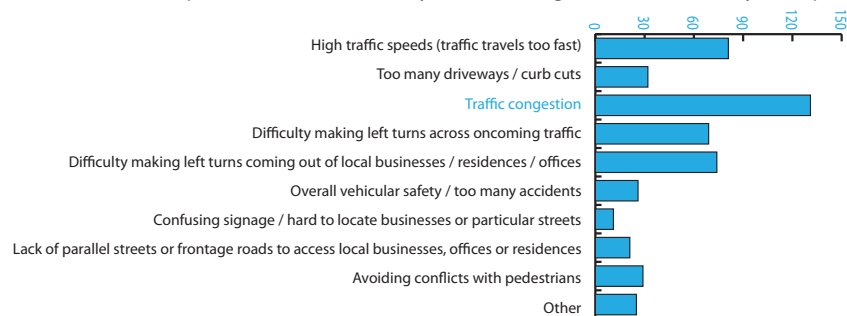 0 30 60 90 120 150
High traffic speeds (traffic travels too fast)
Too many driveways / curb cuts
Traffic congestion
Difficulty making left turns across oncoming traffic
Difficulty making left turns coming out of local businesses / residences / offices
Overall vehicular safety / too many accidents
Confusing signage / hard to locate businesses or particular streets
Lack of parallel streets or frontage roads to access local businesses, offices or residences
Avoiding conflicts with pedestrians
Other